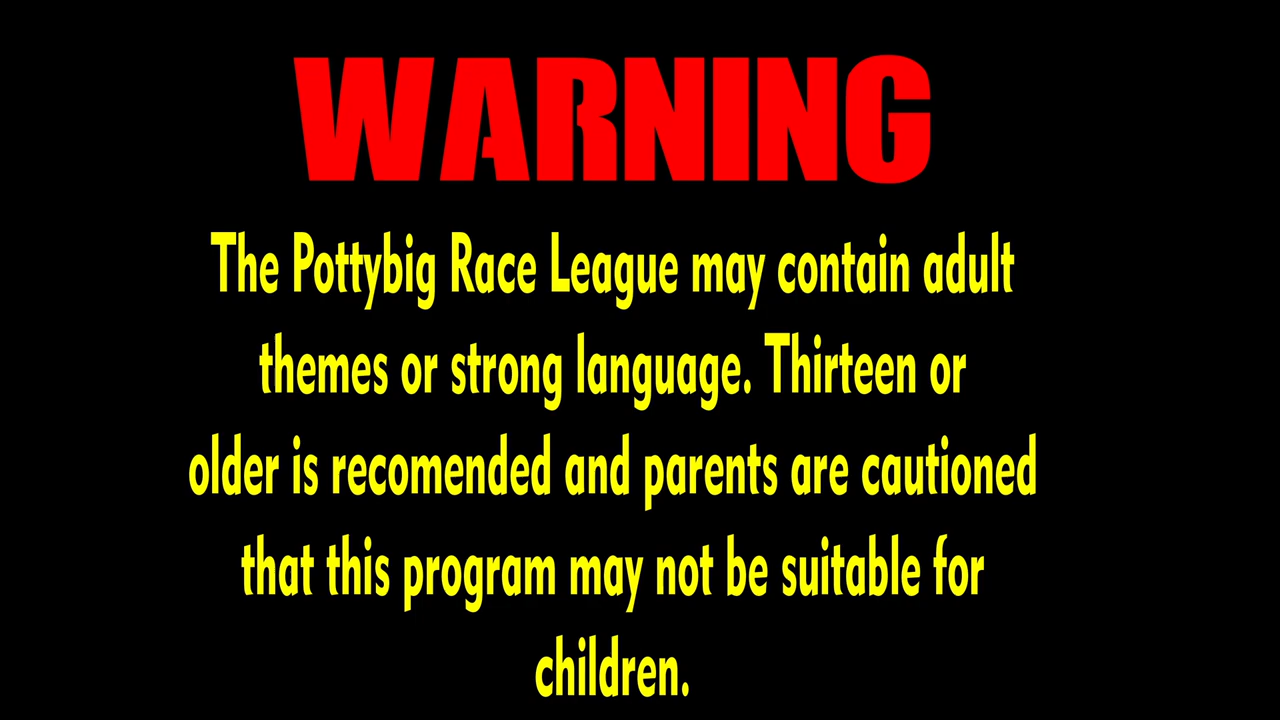 WARNING
The Pottybig Race League may contain adult
themes or strong language. Thirteen or
older is recomended and parents are cautioned
that this program may not be suitable for
children.